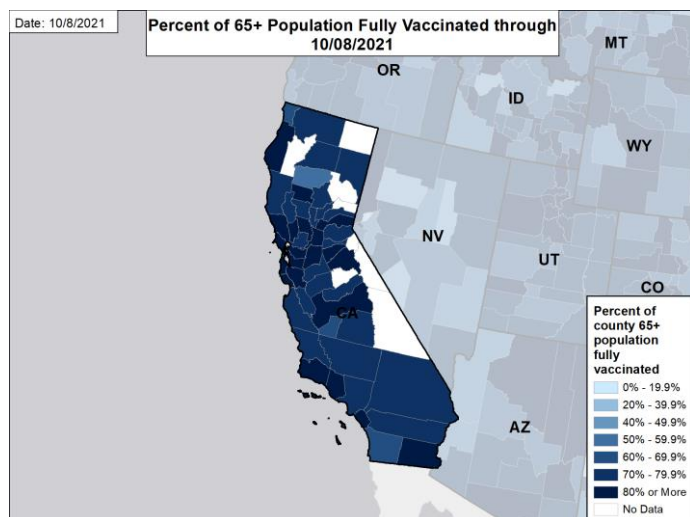 Date: 10/8/2021
Percent of 65+ Population Fully Vaccinated through
10/08/2021
MT
OR
ID
WY
NV
UT
CO
CA
AZ
Percent of
county 65+
population
fully
vaccinated
0% - 19.9%
20% - 39.9%
40% - 49.9%
50% - 59.9%
60% - 69.9%
70% - 79.9%
80% or More
No Data